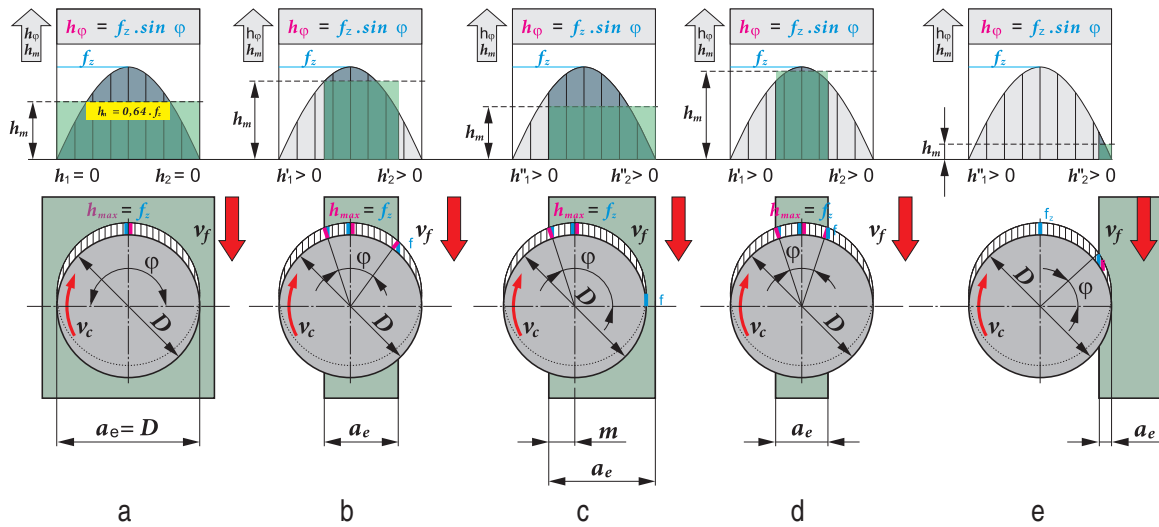 hφ hm
hφ = fz .sin φ
fz
hm
hm = 0,64 . fz
h1 = 0 h2 = 0
hmax = fz
vf
φ
D
vc
ae = D
a
hφ hm
hφ = fz .sin φ
fz
hm
h'1 > 0 h'2 > 0
hmax = fz
f
vf
φ
D
vc
ae
b
hφ hm
hφ = fz .sin φ
fz
hm
h"1 > 0 h"2 > 0
hmax = fz
vf
φ
D
f
vc
m
ae
c
hφ hm
hφ = fz .sin φ
fz
hm
h'1 > 0 h'2 > 0
hmax = fz
f
vf
φ
D
f
vc
ae
d
hφ hm
hφ = fz .sin φ
fz
hm
h"1 > 0 h"2 > 0
fz
vf
D
φ
vc
ae
e